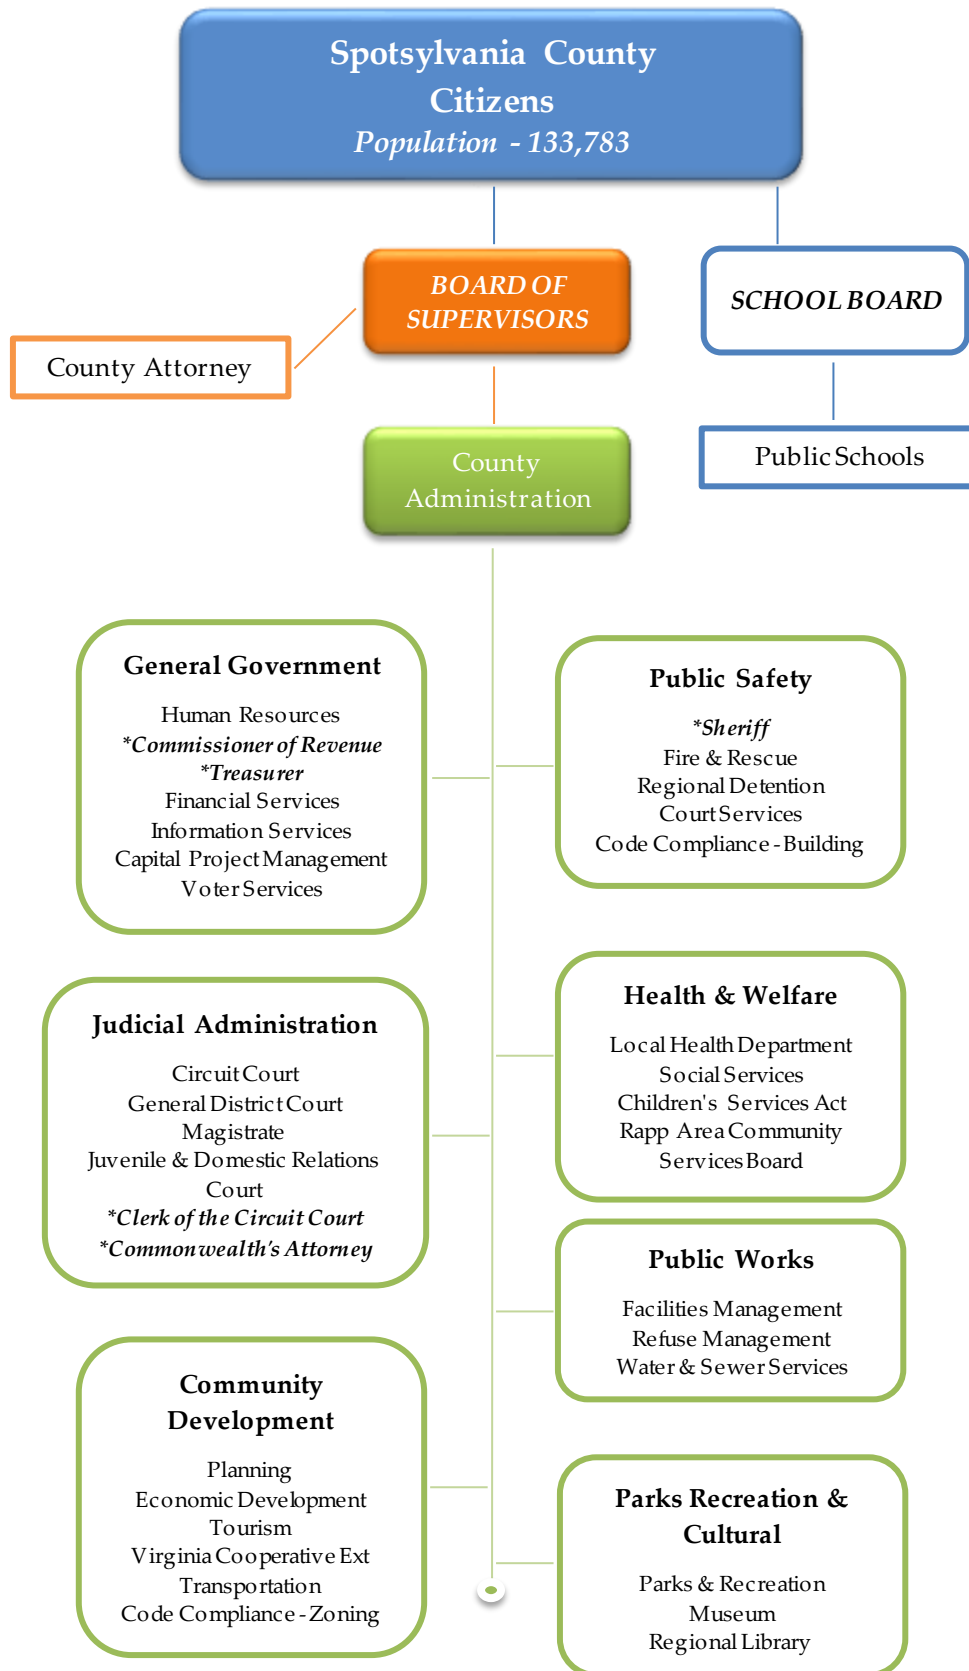 Spotsylvania County
Citizens
Population - 133,783
BOARD OF
SUPERVISORS
SCHOOL BOARD
County Attorney
County
Administration
Public Schools
General Government
Human Resources
*Commissioner of Revenue
*Treasurer
Financial Services
Information Services
Capital Project Management
Voter Services
Public Safety
*Sheriff
Fire & Rescue
Regional Detention
Court Services
Code Compliance - Building
Judicial Administration
Circuit Court
General District Court
Magistrate
Juvenile & Domestic Relations
Court
*Clerk of the Circuit Court
*Commonwealth's Attorney
Health & Welfare
Local Health Department
Social Services
Children's Services Act
Rapp Area Community
Services Board
Public Works
Facilities Management
Refuse Management
Water & Sewer Services
Community
Development
Planning
Economic Development
Tourism
Virginia Cooperative Ext
Transportation
Code Compliance - Zoning
Parks Recreation &
Cultural
Parks & Recreation
Museum
Regional Library